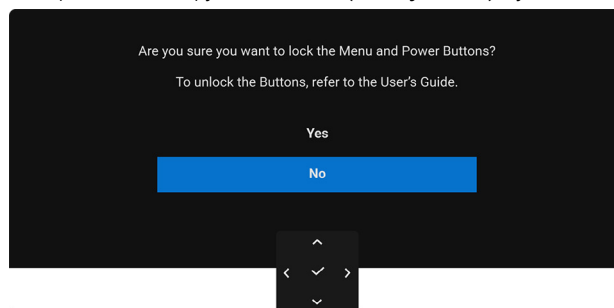 Are you sure you want to lock the Menu and Power Buttons?
To unlock the Buttons, refer to the User’s Guide.
Yes
No